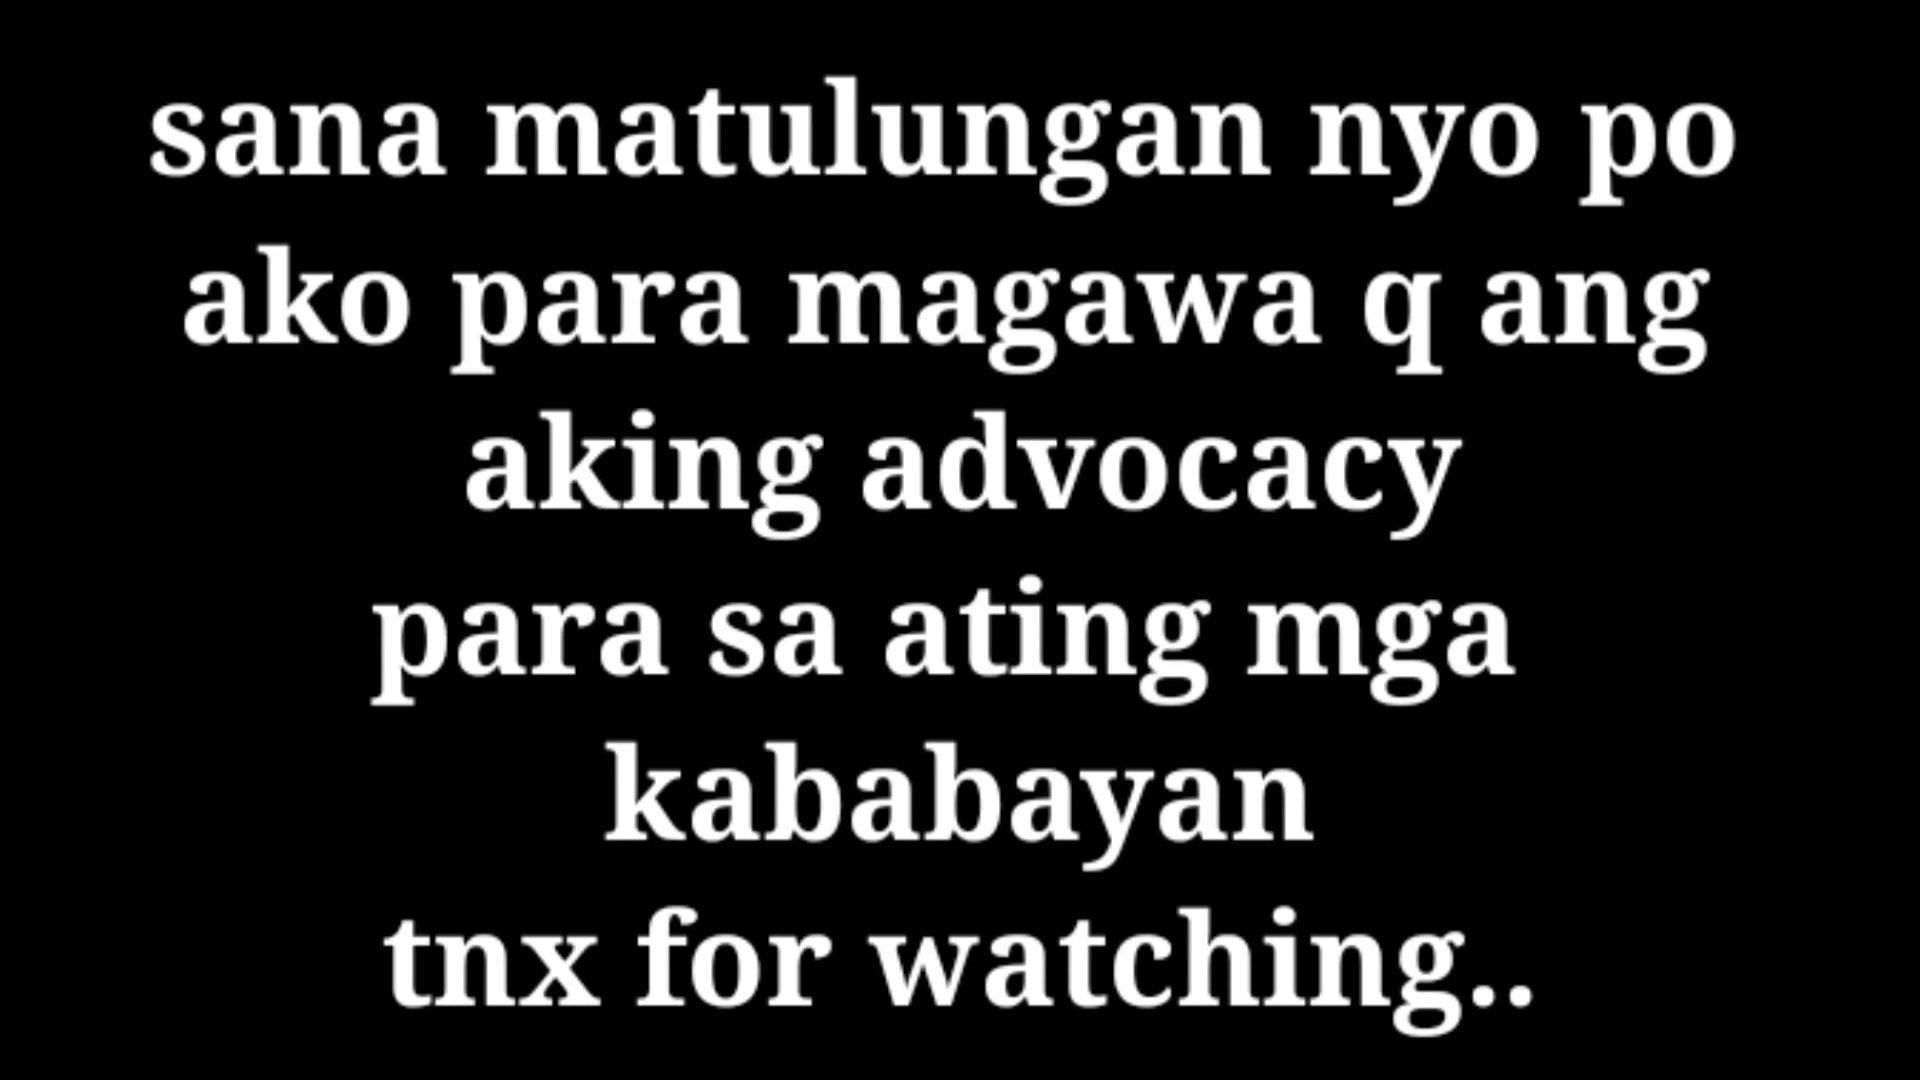 sana matulungan nyo po
ako para magawa q ang
aking advocacy
para sa ating mga
kababayan
tnx for watching..